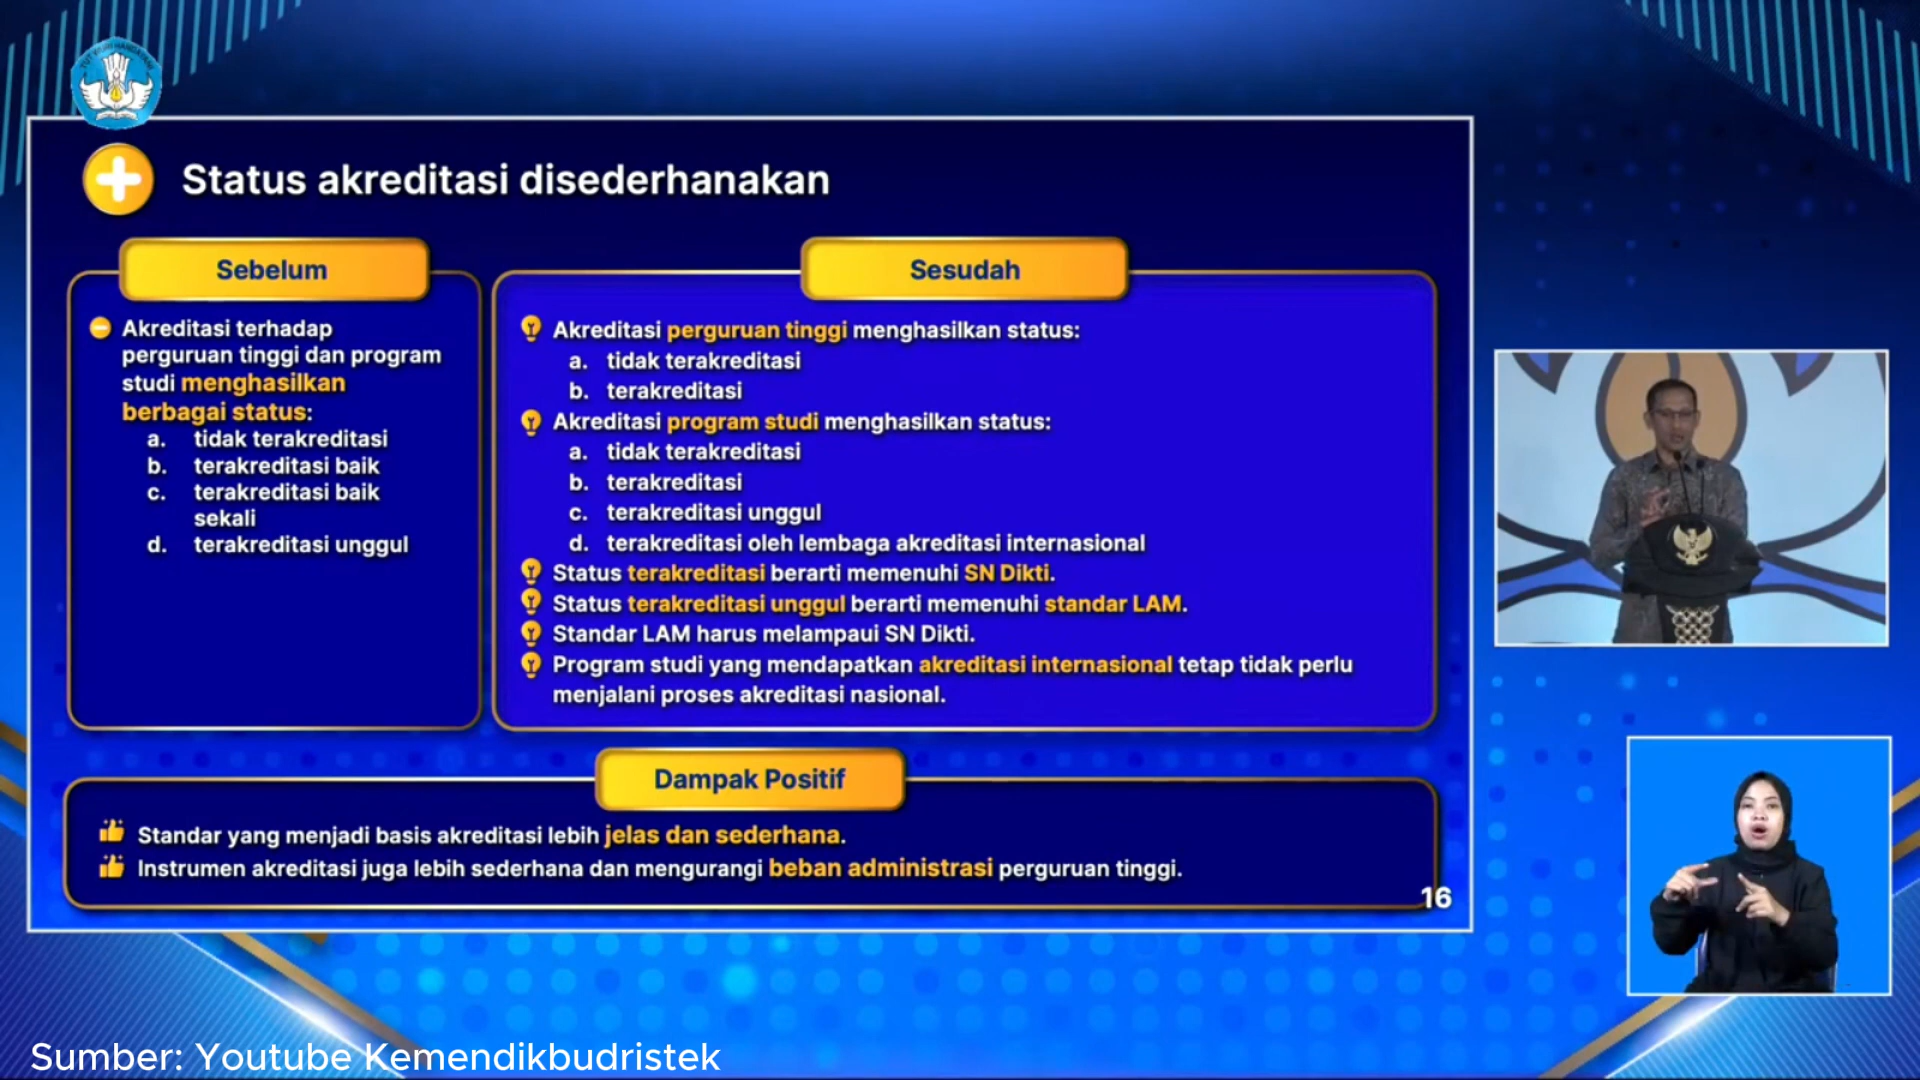 TUT WURI HANDAYANI
Status akreditasi disederhanakan
Sebelum
Akreditasi terhadap
perguruan tinggi dan program
studi menghasilkan
berbagai status:
a. tidak terakreditasi
b. terakreditasi baik
c. terakreditasi baik
sekali
d. terakreditasi unggul
Sesudah
Akreditasi perguruan tinggi menghasilkan status:
a. tidak terakreditasi
b. terakreditasi
Akreditasi program studi menghasilkan status:
a. tidak terakreditasi
b. terakreditasi
c. terakreditasi unggul
d. terakreditasi oleh lembaga akreditasi internasional
Status terakreditasi berarti memenuhi SN Dikti.
Status terakreditasi unggul berarti memenuhi standar LAM.
Standar LAM harus melampaui SN Dikti.
Program studi yang mendapatkan akreditasi internasional tetap tidak perlu
menjalani proses akreditasi nasional.
Dampak Positif
Standar yang menjadi basis akreditasi lebih jelas dan sederhana.
Instrumen akreditasi juga lebih sederhana dan mengurangi beban administrasi perguruan tinggi.
16
Sumber: Youtube Kemendikbudristek